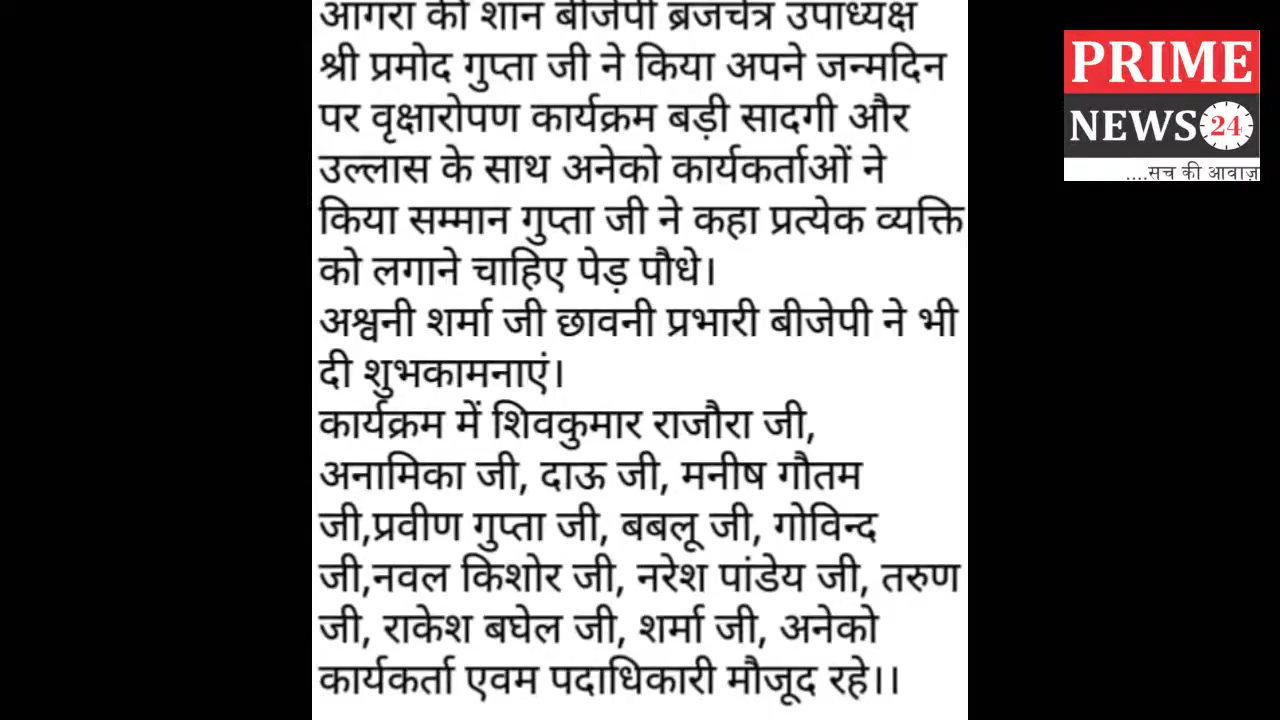 आगरा की शान बीजेपी ब्रजचेत्र उपाध्यक्ष
श्री प्रमोद गुप्ता जी ने किया अपने जन्मदिन
पर वृक्षारोपण कार्यक्रम बड़ी सादगी और
उल्लास के साथ अनेको कार्यकर्ताओं ने
किया सम्मान गुप्ता जी ने कहा प्रत्येक व्यक्ति
को लगाने चाहिए पेड़ पौधे।
अश्वनी शर्मा जी छावनी प्रभारी बीजेपी ने भी
दी शुभकामनाएं।
कार्यक्रम में शिवकुमार राजौरा जी,
अनामिका जी, दाऊ जी, मनीष गौतम
जी,प्रवीण गुप्ता जी, बबलू जी, गोविन्द
जी,नवल किशोर जी, नरेश पांडेय जी, तरुण
जी, राकेश बघेल जी, शर्मा जी, अनेको
कार्यकर्ता एवम पदाधिकारी मौजूद रहे।।
PRIME
NEWS 24
....सच की आवाज़